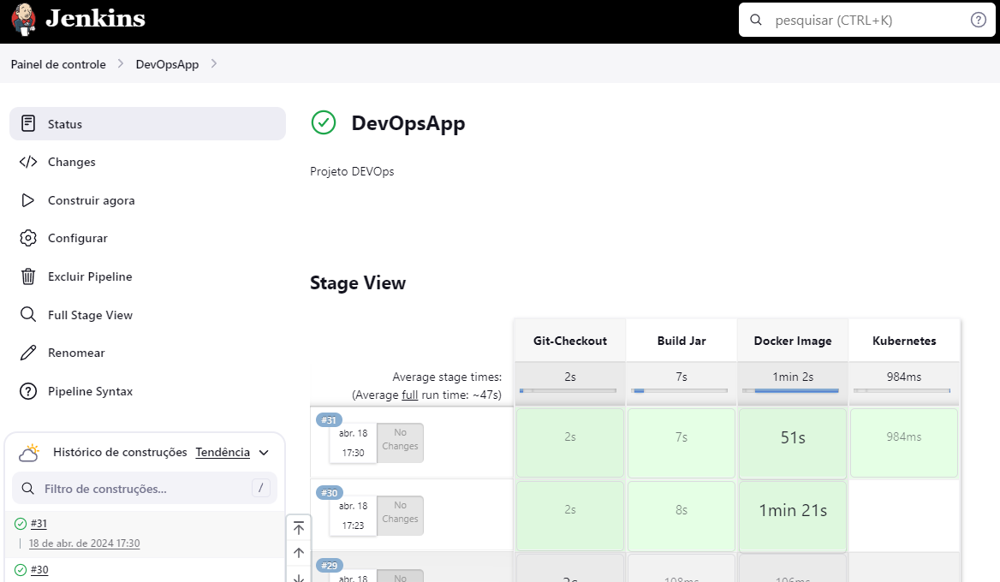 Jenkins
pesquisar (CTRL+K)
Painel de controle
DevOpsApp
Status
Changes
Construir agora
Configurar
Excluir Pipeline
Full Stage View
Renomear
Pipeline Syntax
Histórico de construções Tendência
Filtro de construções... /
#31
18 de abr. de 2024 17:30
#30
DevOpsApp
Projeto DEVOps
Stage View
Git-Checkout Build Jar Docker Image Kubernetes
Average stage times: 2s 7s 1min 2s 984ms
(Average full run time: ~47s)
#31
abr. 18
17:30
No
Changes
2s 7s 51s 984ms
#30
abr. 18
17:23
No
Changes
2s 8s 1min 21s
#29
abr. 18
No
2s 108ms 106ms